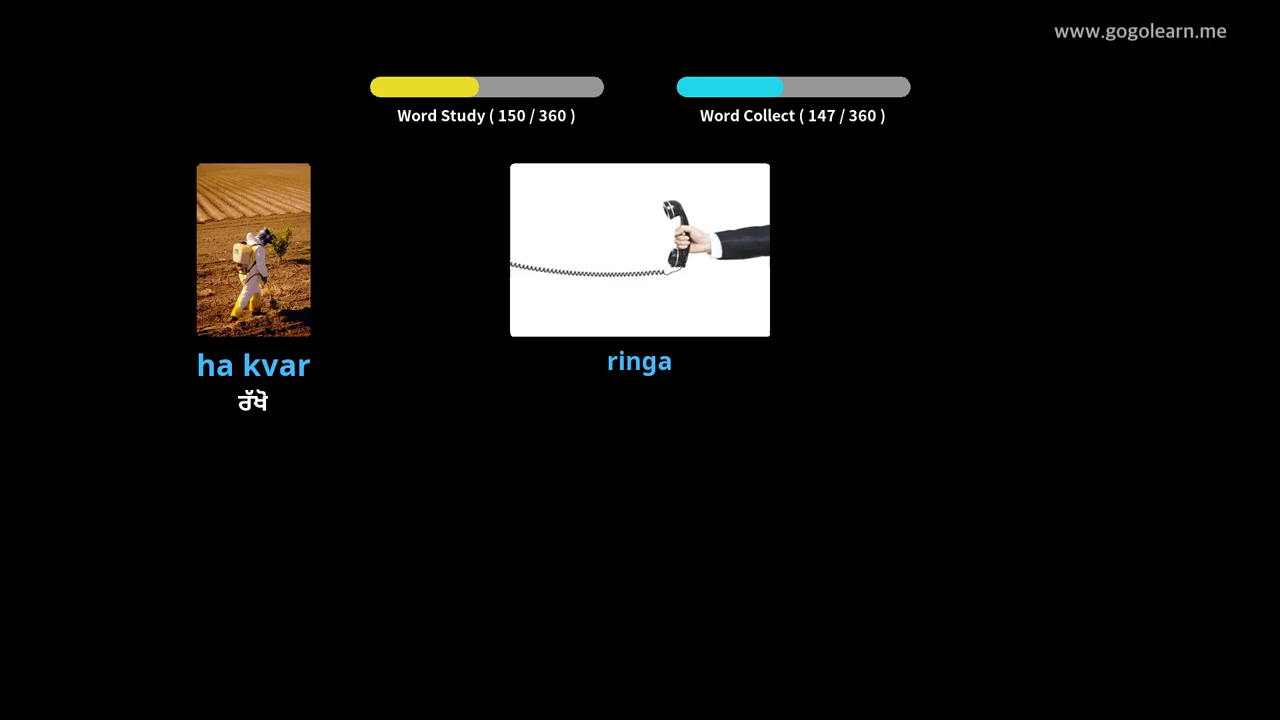 www.gogolearn.me
Word Study ( 150 / 360 )
Word Collect ( 147 / 360 )
ha kvar
ਰੱਖੋ
ringa